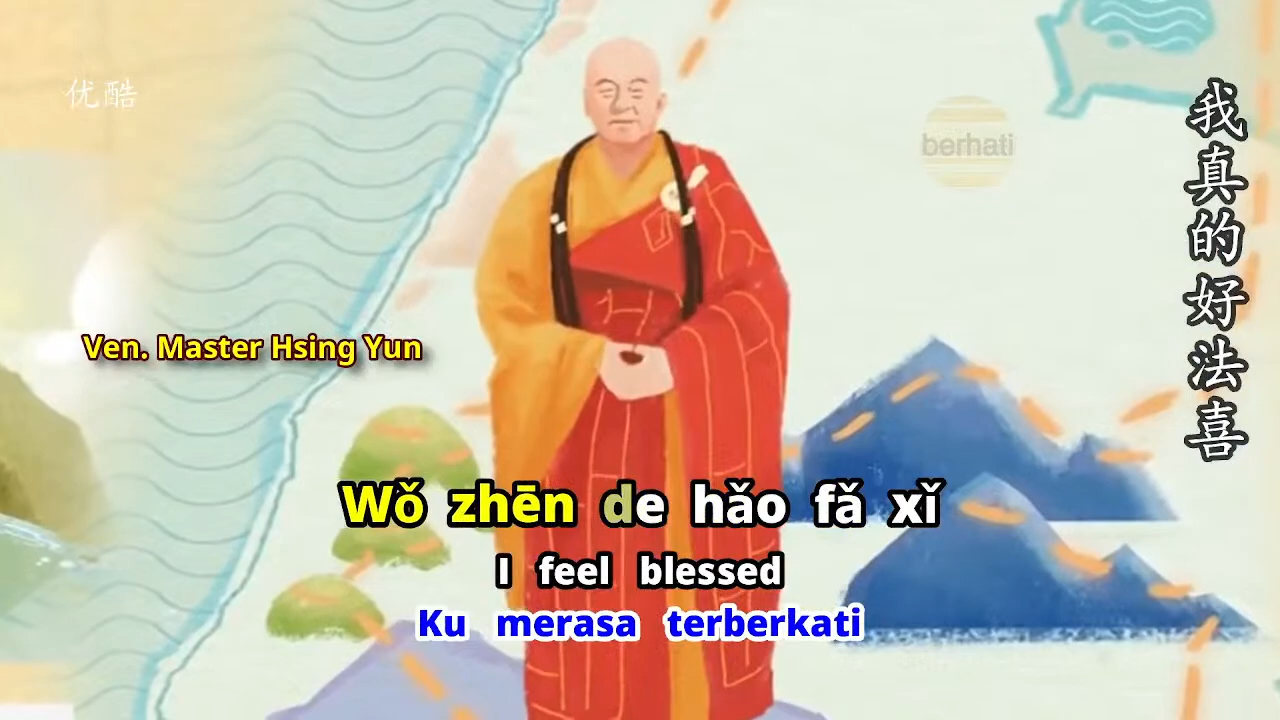 优酷
berhati
我真的好法喜
Ven. Master Hsing Yun
Wǒ zhēn de hǎo fǎ xǐ
I feel blessed
Ku merasa terberkati